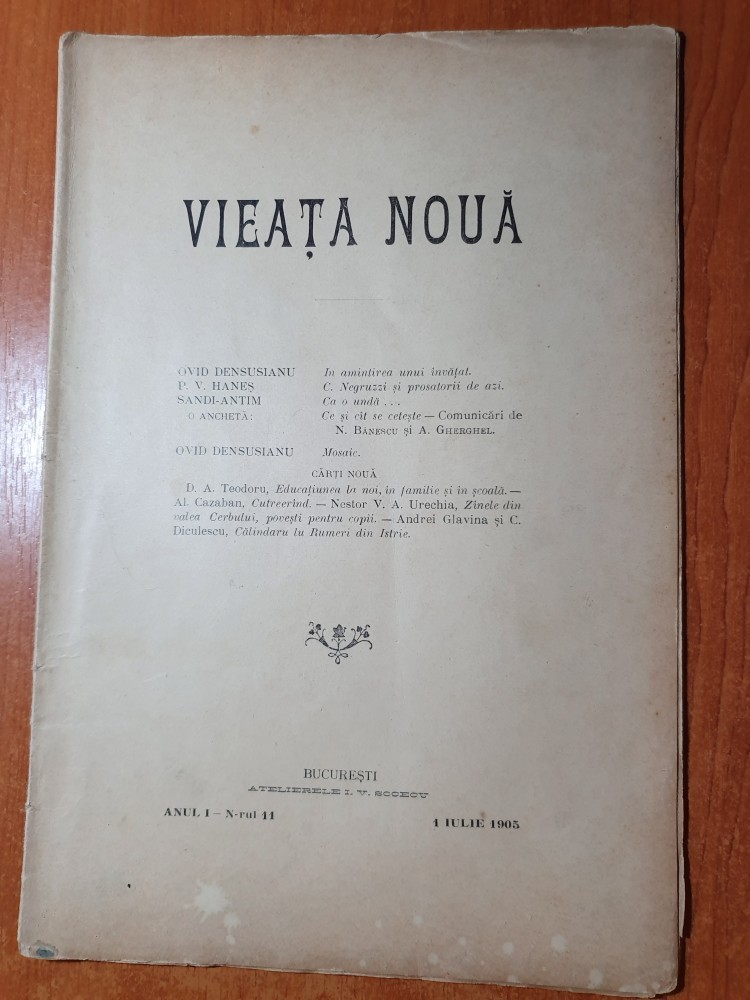 VIEAȚA NOUĂ
OVID DENSUSIANU In amintirea unui învățat.
P. V. HANEȘ C. Negruzzi și prosatorii de azi.
SANDI-ANTIM Ca o undă . . .
O ANCHETĂ: Ce și cît se cetește — Comunicări de
N. BĂNESCU și A. GHERGHEL.
OVID DENSUSIANU Mosaic.
CĂRȚI NOUĂ
D. A. Teodoru, Educațiunea la noi, în familie și în școală. —
Al. Cazaban, Cutreerînd. — Nestor V. A. Urechia, Zînele din
valea Cerbului, povești pentru copii. — Andrei Glavina și C.
Diculescu, Călindaru lu Rumeri din Istrie.
BUCUREȘTI
ATELIERELE I. V. SOCECU
ANUL I — N-rul 11
1 IULIE 1905